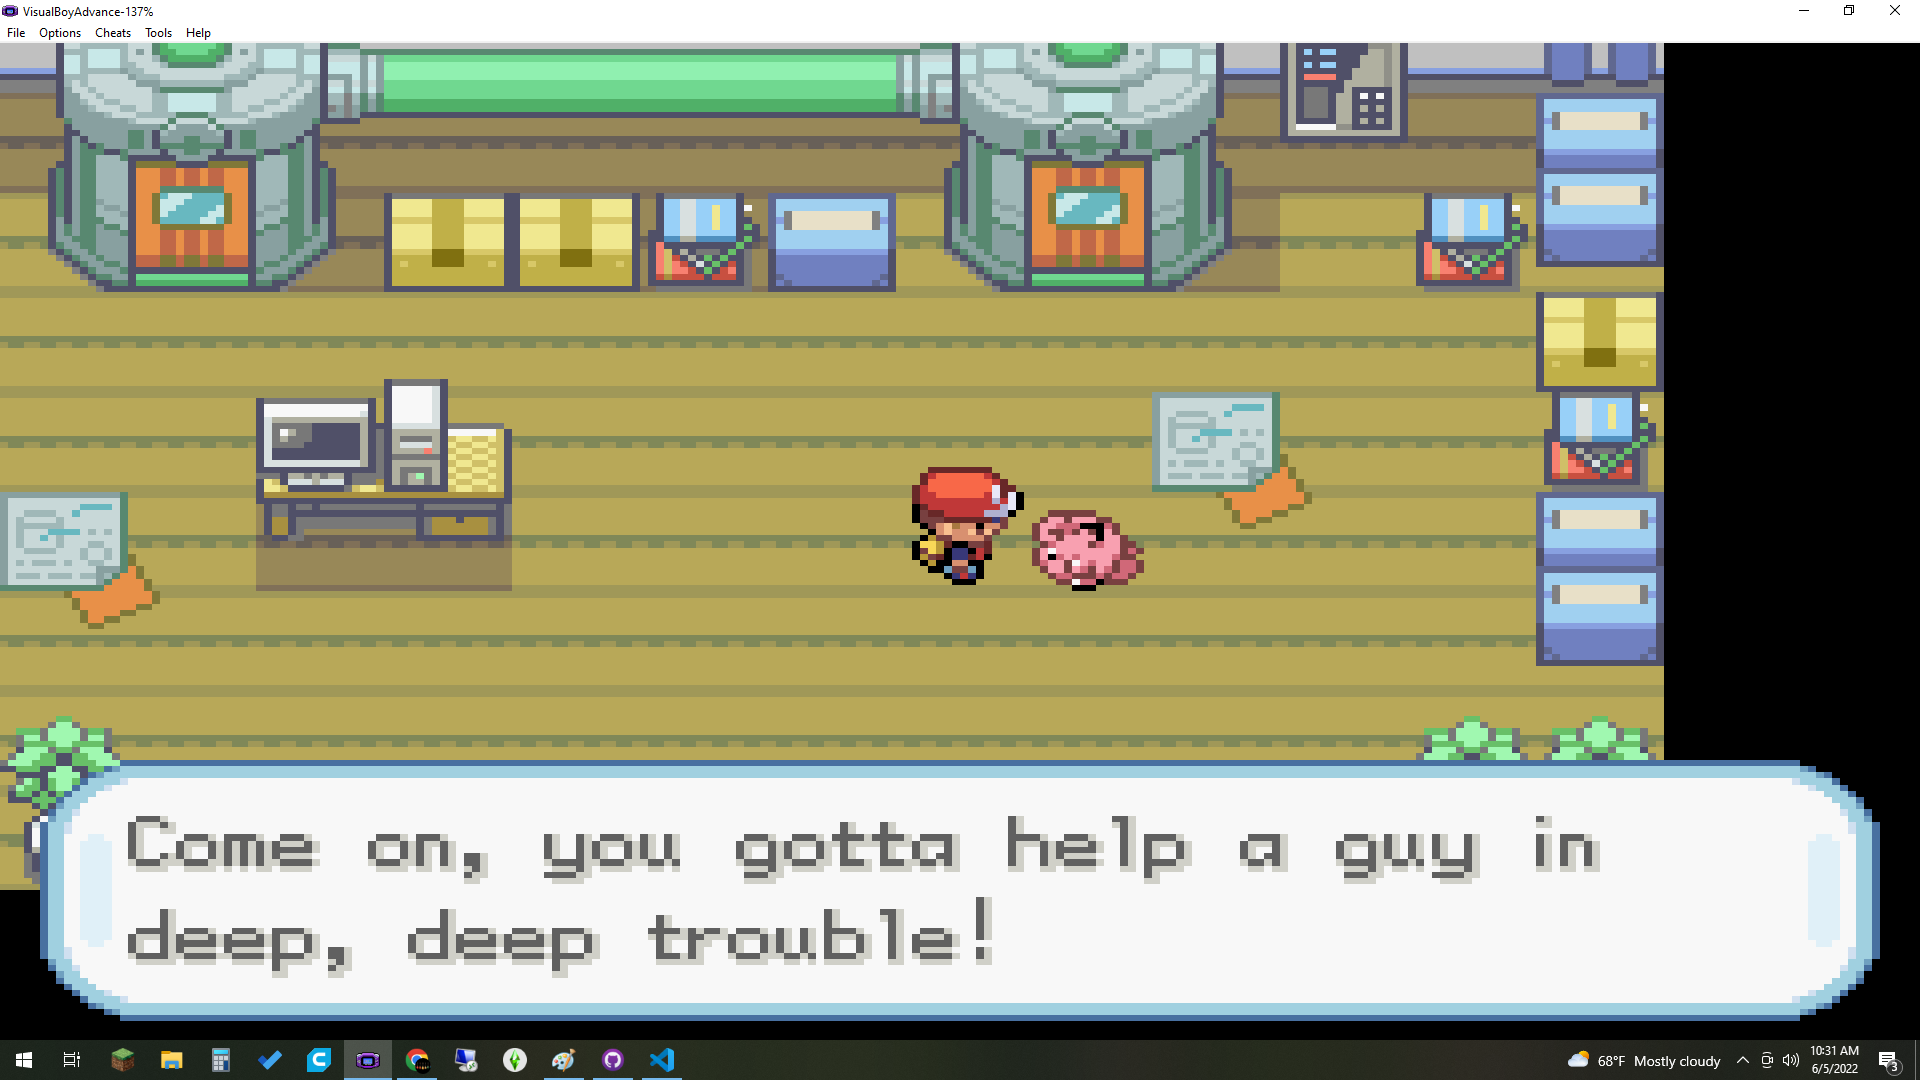 VisualBoyAdvance-137%
File Options Cheats Tools Help
Come on, you gotta help a guy in
deep, deep trouble!
68°F Mostly cloudy
10:31 AM
6/5/2022
3